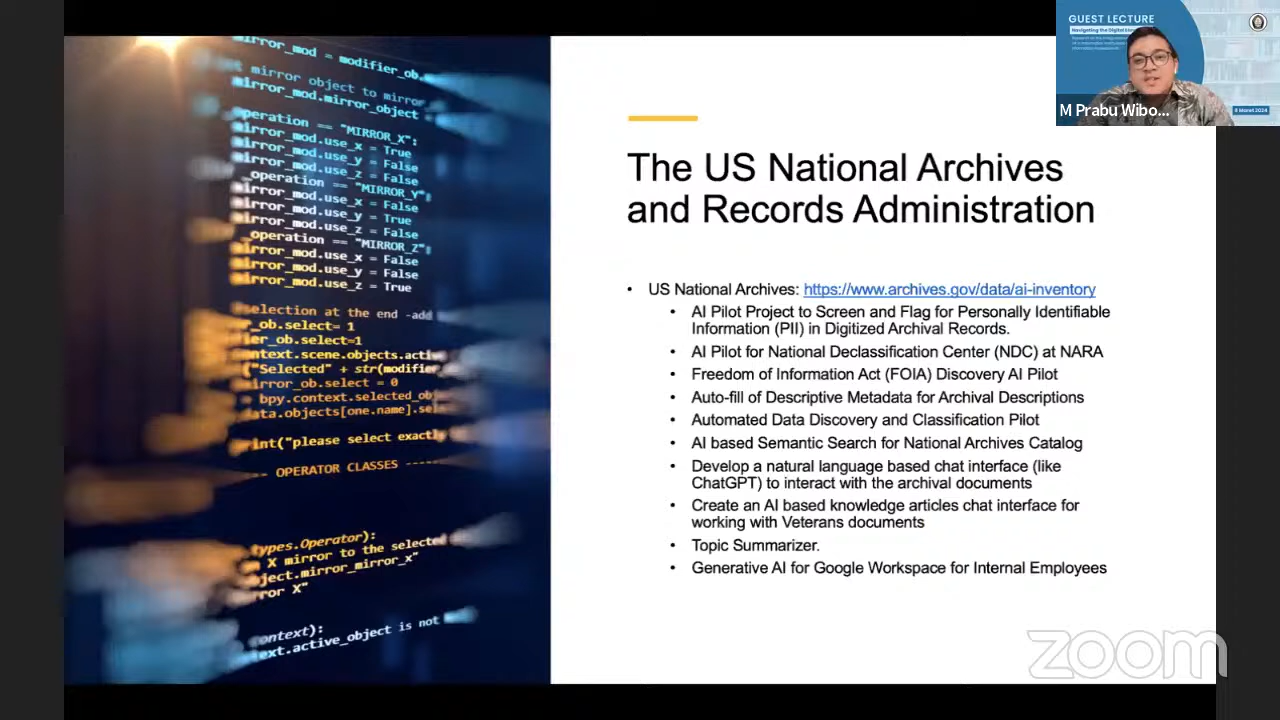 GUEST LECTURE
M Prabu Wibo...
mirror_mod = modifier_ob.
mirror object to mirror
mirror_mod.mirror_object
operation == "MIRROR_X":
mirror_mod.use_x = True
mirror_mod.use_y = False
mirror_mod.use_z = False
_operation == "MIRROR_Y":
mirror_mod.use_x = False
mirror_mod.use_y = True
mirror_mod.use_z = False
_operation == "MIRROR_Z":
mirror_mod.use_x = False
mirror_mod.use_y = False
mirror_mod.use_z = True
selection at the end -add
_ob.select= 1
ler_ob.select=1
ntext.scene.objects.acti
("Selected" + str(modifier
mirror_ob.select = 0
bpy.context.selected_ob
data.objects[one.name].sel
print("please select exactly
-- OPERATOR CLASSES ----
types.Operator):
X mirror to the selected
ject.mirror_mirror_x"
ror X"
context):
ext.active_object is not
The US National Archives
and Records Administration
• US National Archives: https://www.archives.gov/data/ai-inventory
• AI Pilot Project to Screen and Flag for Personally Identifiable
Information (PII) in Digitized Archival Records.
• AI Pilot for National Declassification Center (NDC) at NARA
• Freedom of Information Act (FOIA) Discovery AI Pilot
• Auto-fill of Descriptive Metadata for Archival Descriptions
• Automated Data Discovery and Classification Pilot
• AI based Semantic Search for National Archives Catalog
• Develop a natural language based chat interface (like
ChatGPT) to interact with the archival documents
• Create an AI based knowledge articles chat interface for
working with Veterans documents
• Topic Summarizer.
• Generative AI for Google Workspace for Internal Employees
zoom